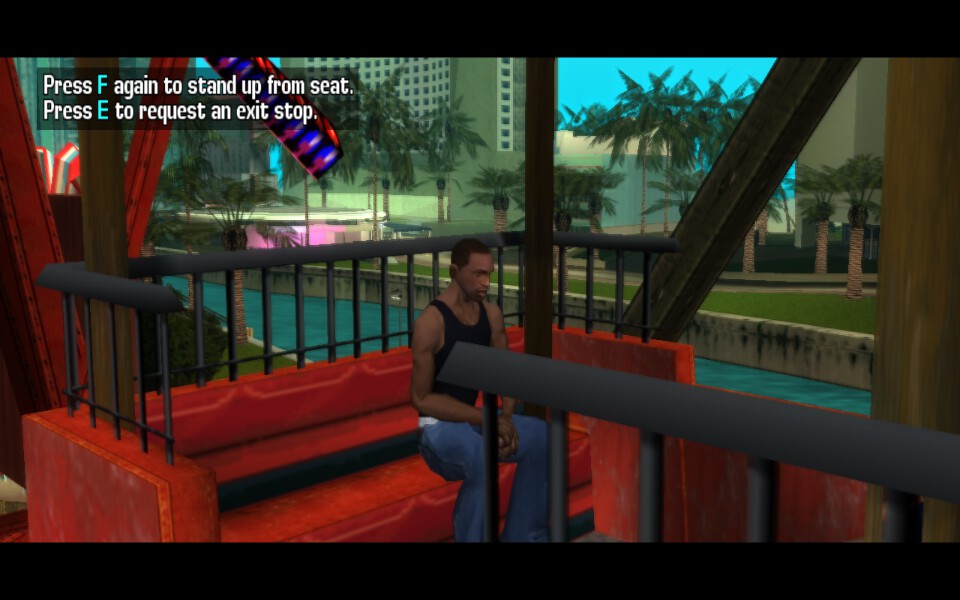 Press F again to stand up from seat.
Press E to request an exit stop.